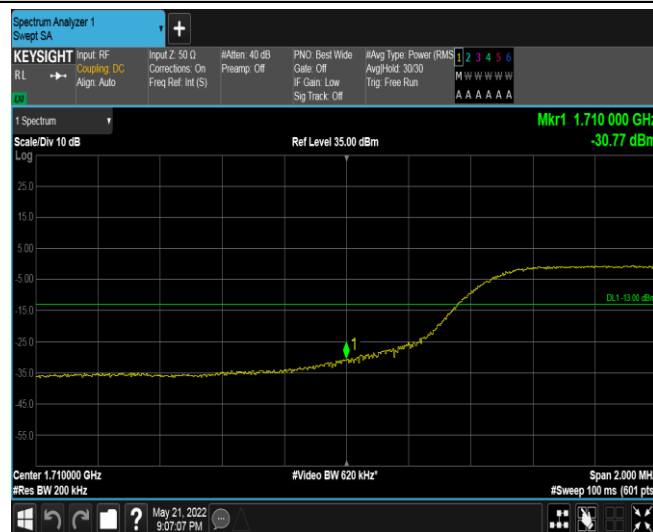 Spectrum Analyzer 1
Swept SA
+
KEYSIGHT
RL
Input: RF
Coupling: DC
Align: Auto
Input Z: 50 Ω
Corrections: On
Freq Ref: Int (S)
#Atten: 40 dB
Preamp: Off
PNO: Best Wide
Gate: Off
IF Gain: Low
Sig Track: Off
#Avg Type: Power (RMS
Avg|Hold: 30/30
Trig: Free Run
1 2 3 4 5 6
M W W W W W
A A A A A A
1 Spectrum
Scale/Div 10 dB
Ref Level 35.00 dBm
Mkr1 1.710 000 GHz
-30.77 dBm
Log
25.0
15.0
5.00
-5.00
DL1 -13.00 dBm
-15.0
-25.0
1
-35.0
-45.0
-55.0
Center 1.710000 GHz
#Video BW 620 kHz*
Span 2.000 MHz
#Res BW 200 kHz
#Sweep 100 ms (601 pts
?
May 21, 2022
9:07:07 PM